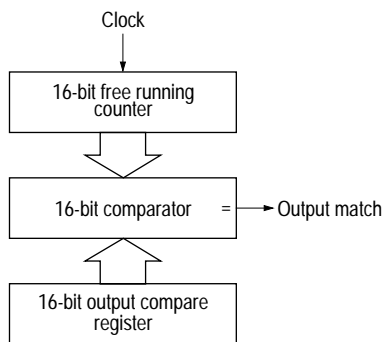 Clock
16-bit free running
counter
16-bit comparator = Output match
16-bit output compare
register